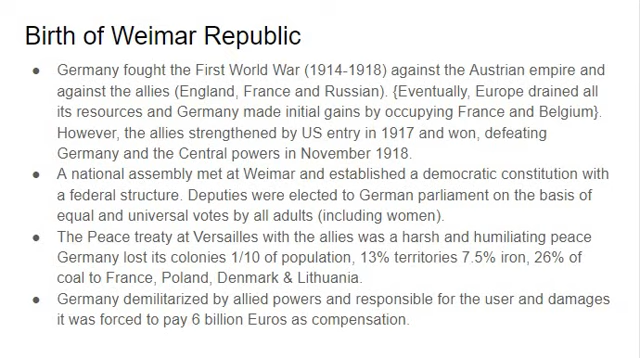 Birth of Weimar Republic
● Germany fought the First World War (1914-1918) against the Austrian empire and
against the allies (England, France and Russian). {Eventually, Europe drained all
its resources and Germany made initial gains by occupying France and Belgium}.
However, the allies strengthened by US entry in 1917 and won, defeating
Germany and the Central powers in November 1918.
● A national assembly met at Weimar and established a democratic constitution with
a federal structure. Deputies were elected to German parliament on the basis of
equal and universal votes by all adults (including women).
● The Peace treaty at Versailles with the allies was a harsh and humiliating peace
Germany lost its colonies 1/10 of population, 13% territories 7.5% iron, 26% of
coal to France, Poland, Denmark & Lithuania.
● Germany demilitarized by allied powers and responsible for the user and damages
it was forced to pay 6 billion Euros as compensation.